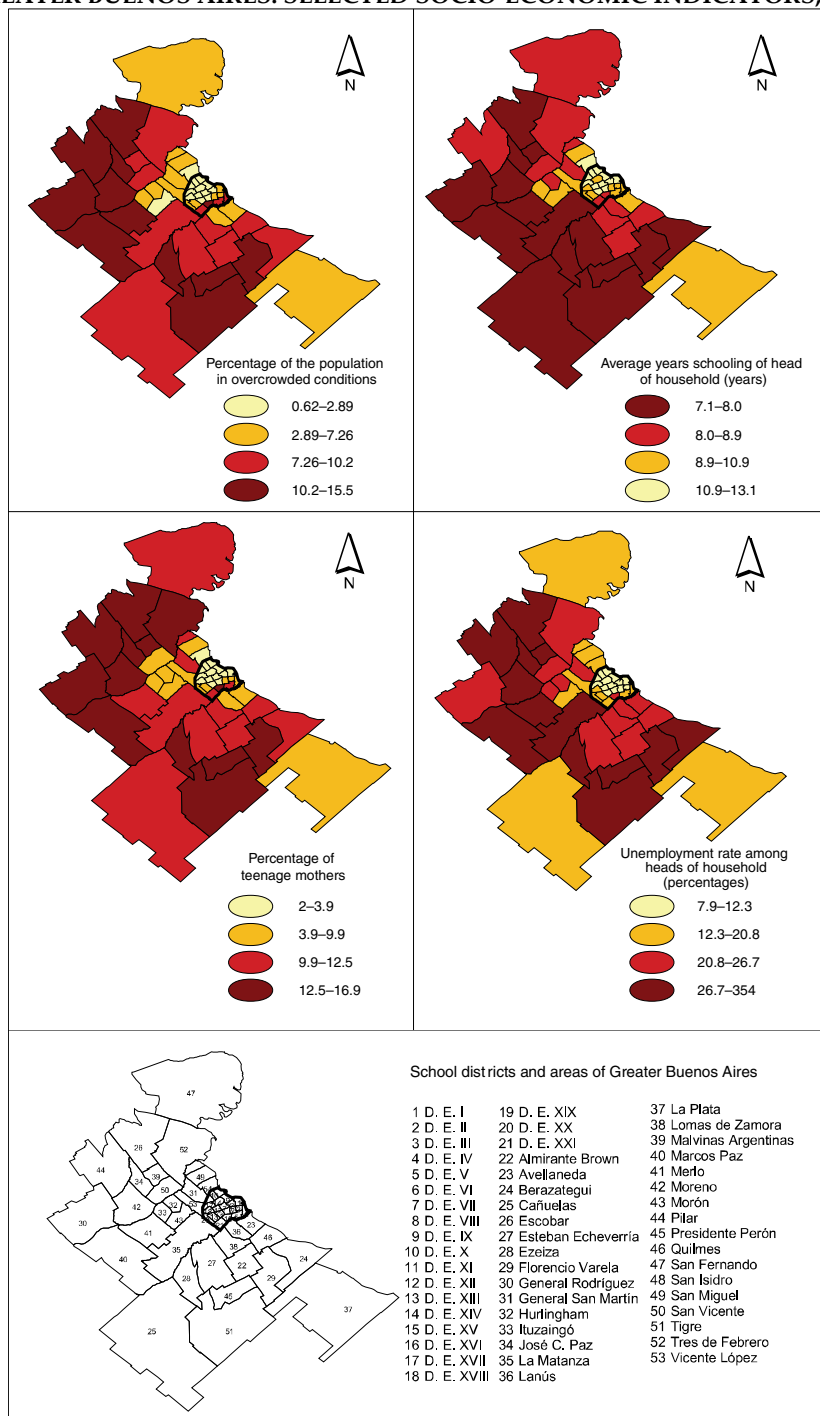 EATER BUENOS AIRES: SELECTED SOCIO-ECONOMIC INDICATORS,
N
N
Percentage of the population
in overcrowded conditions
0.62–2.89
2.89–7.26
7.26–10.2
10.2–15.5
Average years schooling of head
of household (years)
7.1–8.0
8.0–8.9
8.9–10.9
10.9–13.1
N
N
Percentage of
teenage mothers
2–3.9
3.9–9.9
9.9–12.5
12.5–16.9
Unemployment rate among
heads of household
(percentages)
7.9–12.3
12.3–20.8
20.8–26.7
26.7–354
47
26
52
44
39
34
50
49
31
42
32
33
43
30
41
40
35
36
23
46
38
24
27
22
28
29
45
37
25
51
School districts and areas of Greater Buenos Aires
1 D. E. I
2 D. E. II
3 D. E. III
4 D. E. IV
5 D. E. V
6 D. E. VI
7 D. E. VII
8 D. E. VIII
9 D. E. IX
10 D. E. X
11 D. E. XI
12 D. E. XII
13 D. E. XIII
14 D. E. XIV
15 D. E. XV
16 D. E. XVI
17 D. E. XVII
18 D. E. XVIII
19 D. E. XIX
20 D. E. XX
21 D. E. XXI
22 Almirante Brown
23 Avellaneda
24 Berazategui
25 Cañuelas
26 Escobar
27 Esteban Echeverría
28 Ezeiza
29 Florencio Varela
30 General Rodríguez
31 General San Martín
32 Hurlingham
33 Ituzaingó
34 José C. Paz
35 La Matanza
36 Lanús
37 La Plata
38 Lomas de Zamora
39 Malvinas Argentinas
40 Marcos Paz
41 Merlo
42 Moreno
43 Morón
44 Pilar
45 Presidente Perón
46 Quilmes
47 San Fernando
48 San Isidro
49 San Miguel
50 San Vicente
51 Tigre
52 Tres de Febrero
53 Vicente López